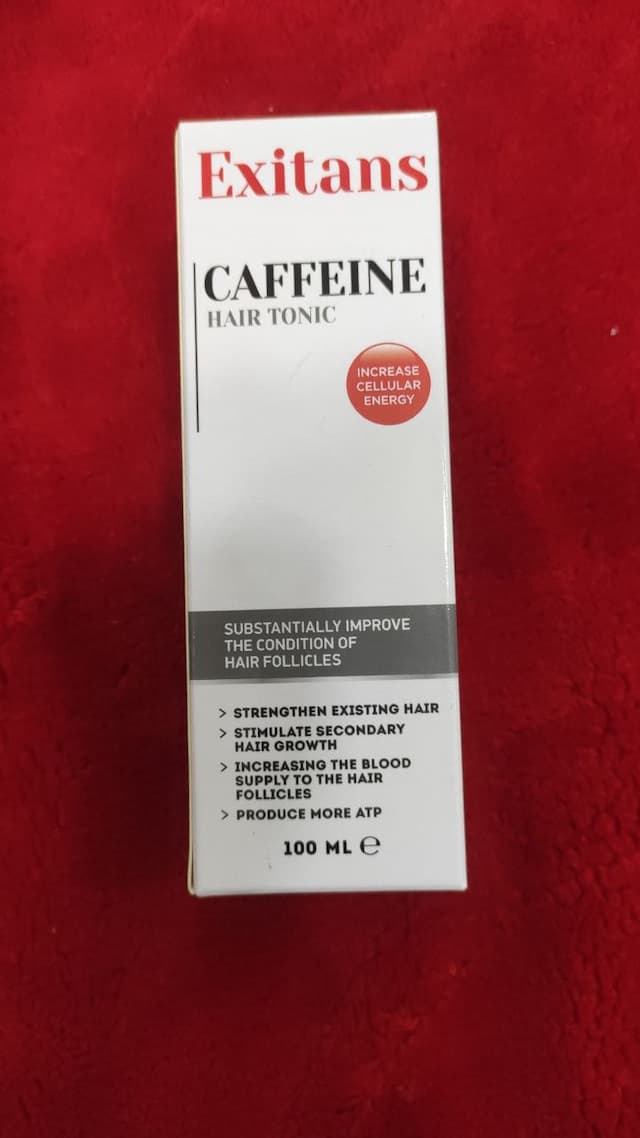 Exitans
CAFFEINE
HAIR TONIC
INCREASE
CELLULAR
ENERGY
SUBSTANTIALLY IMPROVE
THE CONDITION OF
HAIR FOLLICLES
> STRENGTHEN EXISTING HAIR
> STIMULATE SECONDARY
HAIR GROWTH
> INCREASING THE BLOOD
SUPPLY TO THE HAIR
FOLLICLES
> PRODUCE MORE ATP
100 ML ℮